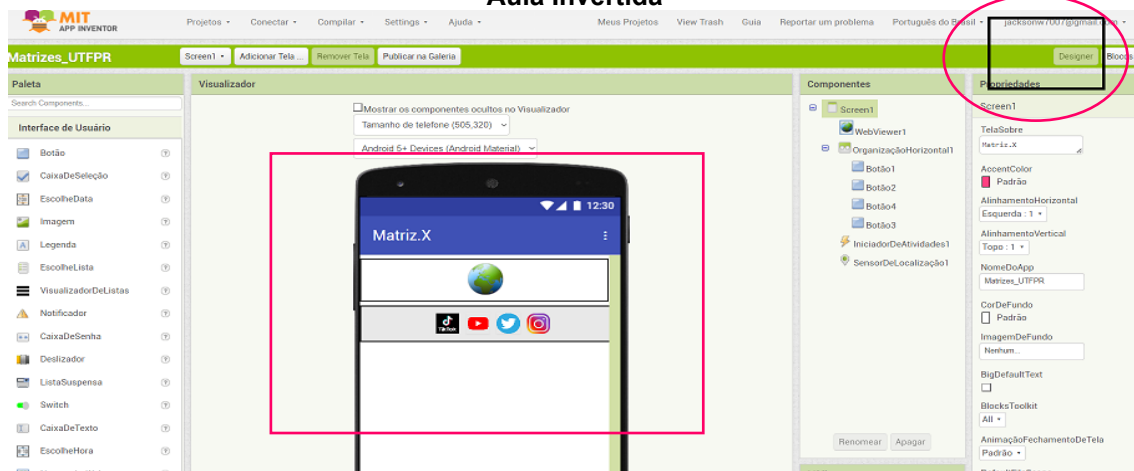 Aula Invertida
MIT
APP INVENTOR
Projetos Conectar Compilar Settings Ajuda Meus Projetos View Trash Guia Reportar um problema Português do Brasil
Matrizes_UTFPR Screen1 Adicionar Tela ... Remover Tela Publicar na Galeria Designer Blocos
Paleta
Search Components...
Interface de Usuário
Botão
CaixaDeSeleção
EscolheData
Imagem
Legenda
EscolheLista
VisualizadorDeListas
Notificador
CaixaDeSenha
Deslizador
ListaSuspensa
Switch
CaixaDeTexto
EscolheHora
Visualizador
Mostrar os componentes ocultos no Visualizador
Tamanho de telefone (505,320)
Android 5+ Devices (Android Material)
12:30
Matriz.X
TikTok
Componentes
Screen1
WebViewer1
OrganizaçãoHorizontal1
Botão1
Botão2
Botão4
Botão3
IniciadorDeAtividades1
SensorDeLocalização1
Renomear Apagar
Propriedades
Screen1
TelaSobre
Matriz.X
AccentColor
Padrão
AlinhamentoHorizontal
Esquerda : 1
AlinhamentoVertical
Topo : 1
NomeDoApp
Matrizes_UTFPR
CorDeFundo
Padrão
ImagemDeFundo
Nenhum...
BigDefaultText
BlocksToolkit
All
AnimaçãoFechamentoDeTela
Padrão